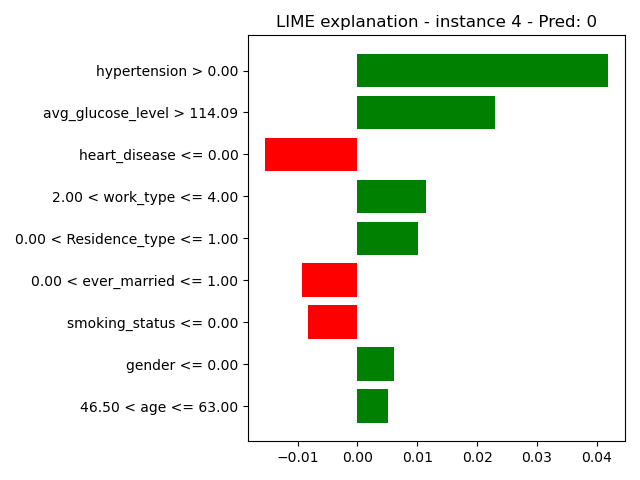 LIME explanation - instance 4 - Pred: 0
hypertension > 0.00
avg_glucose_level > 114.09
heart_disease <= 0.00
2.00 < work_type <= 4.00
0.00 < Residence_type <= 1.00
0.00 < ever_married <= 1.00
smoking_status <= 0.00
gender <= 0.00
46.50 < age <= 63.00
−0.01 0.00 0.01 0.02 0.03 0.04